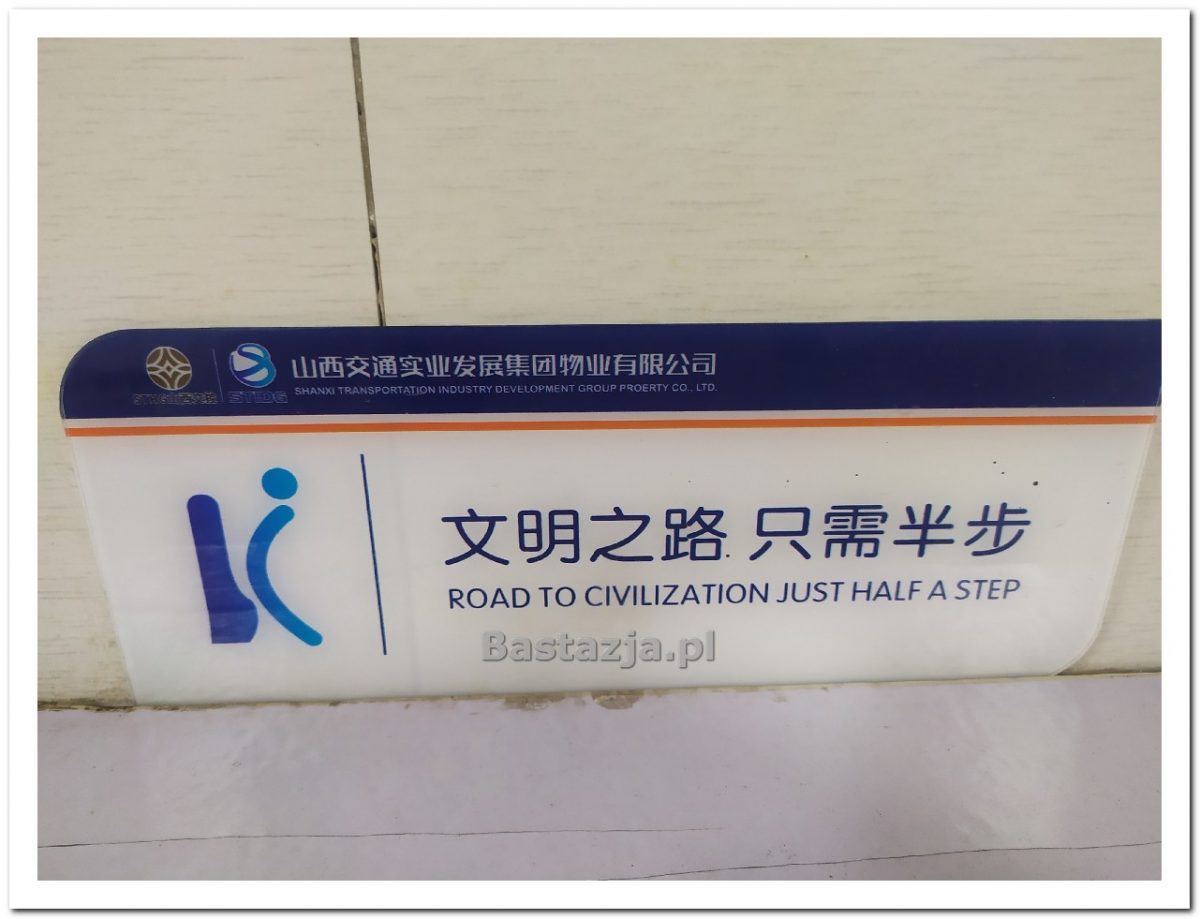 山西交通实业发展集团物业有限公司
SHANXI TRANSPORTATION INDUSTRY DEVELOPMENT GROUP PROERTY CO., LTD.
STIDG
文明之路 只需半步
ROAD TO CIVILIZATION JUST HALF A STEP
Bastazja.pl